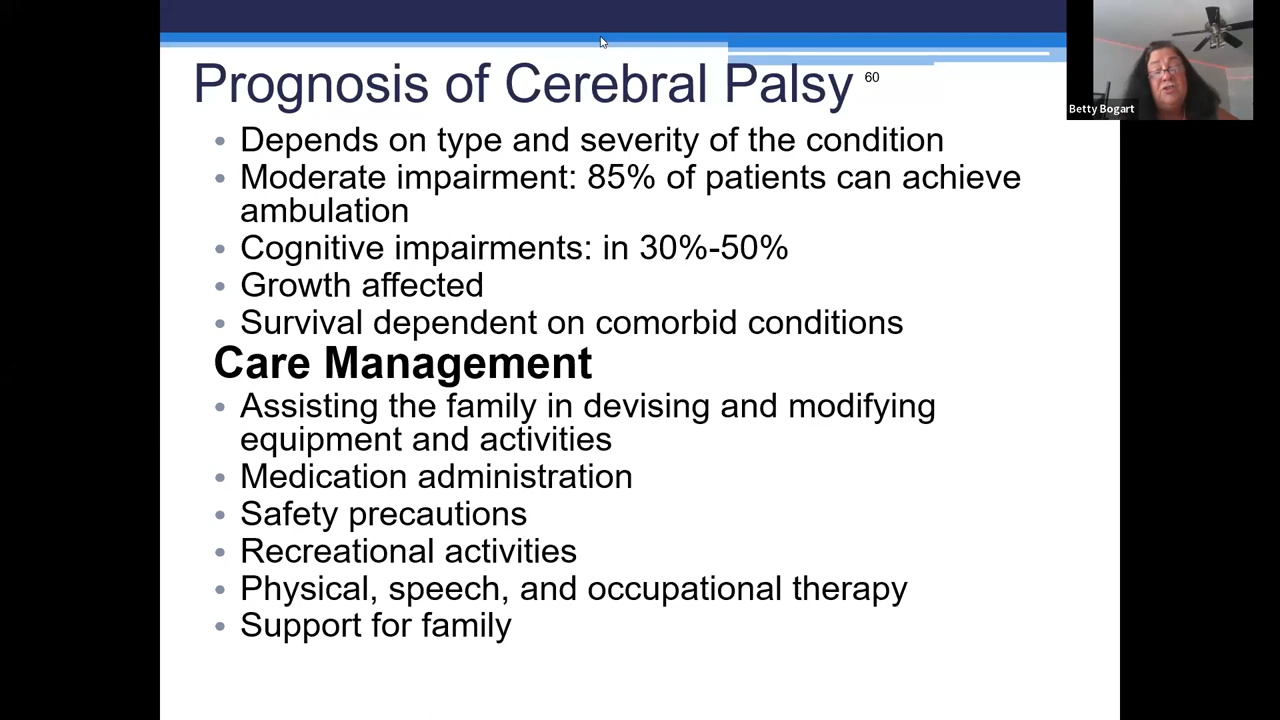 Prognosis of Cerebral Palsy 60
Betty Bogart
• Depends on type and severity of the condition
• Moderate impairment: 85% of patients can achieve
ambulation
• Cognitive impairments: in 30%-50%
• Growth affected
• Survival dependent on comorbid conditions
Care Management
• Assisting the family in devising and modifying
equipment and activities
• Medication administration
• Safety precautions
• Recreational activities
• Physical, speech, and occupational therapy
• Support for family